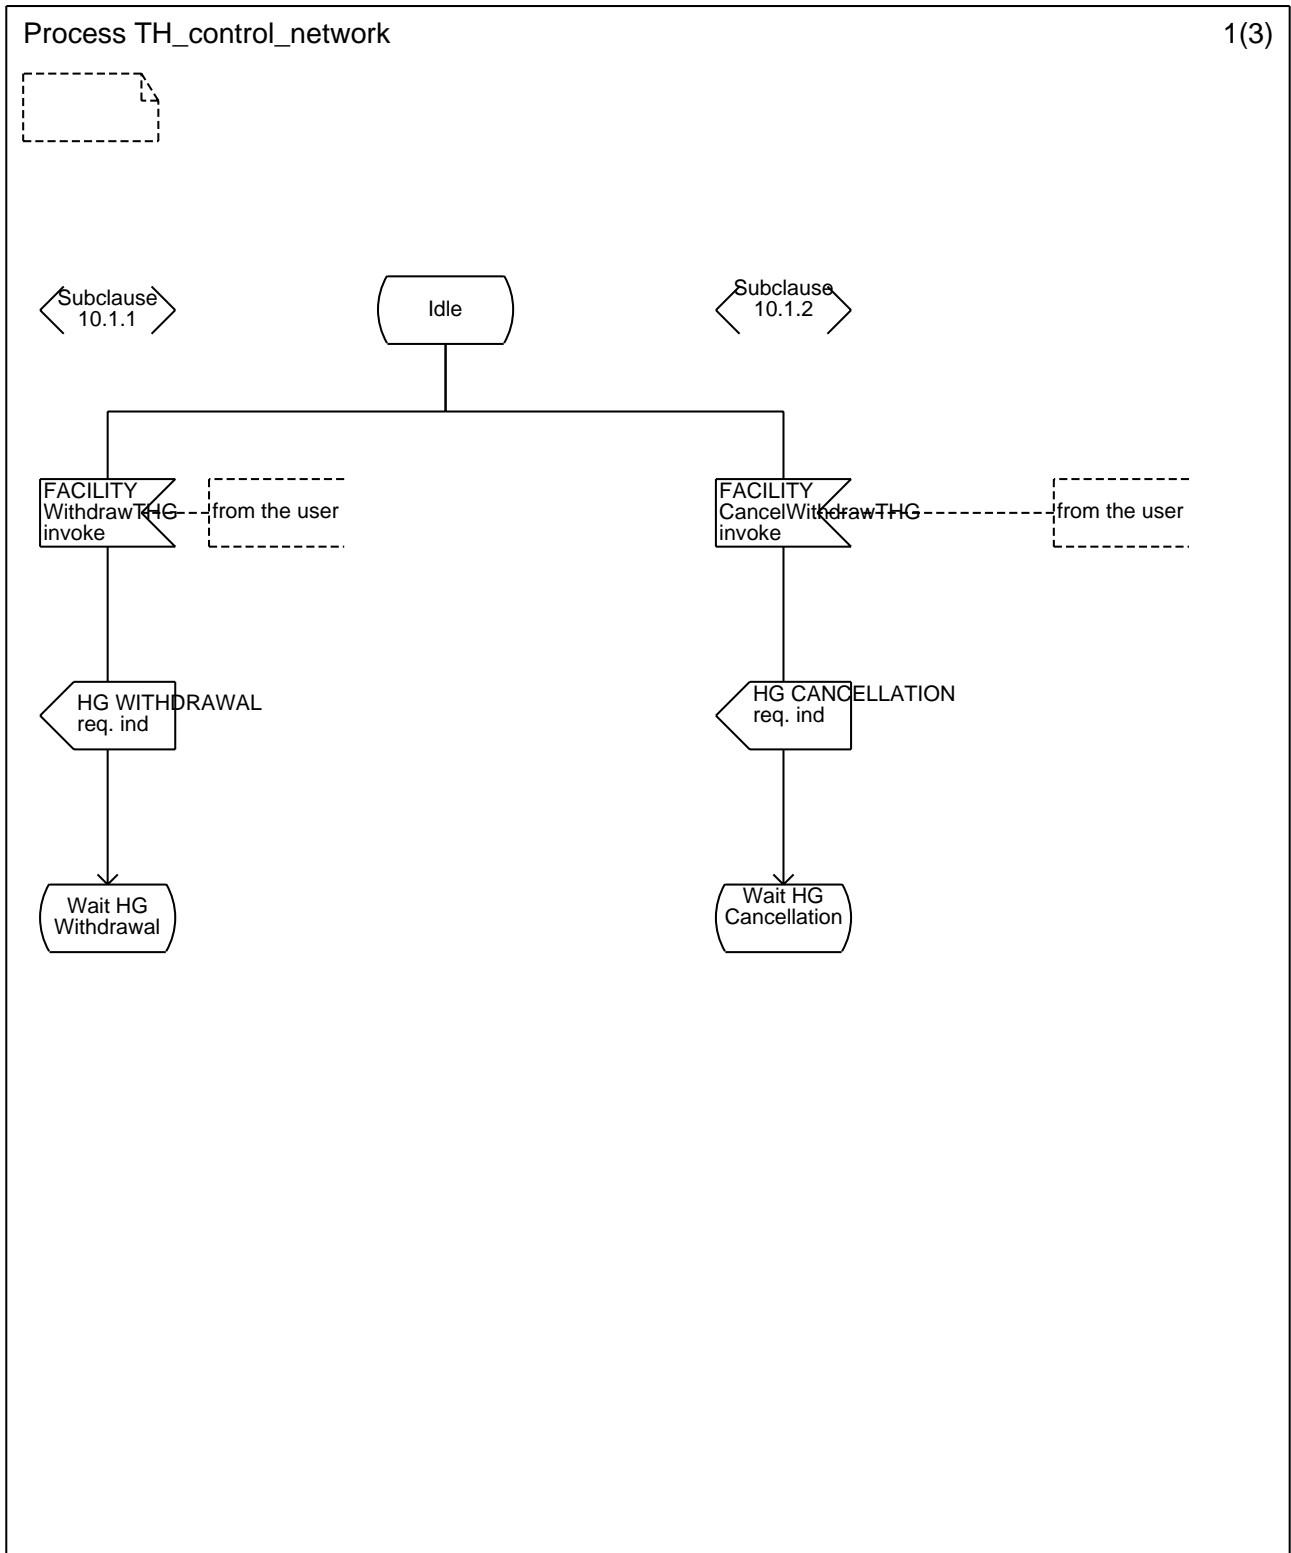 Process TH_control_network
1(3)
Subclause
10.1.1
Idle
Subclause
10.1.2
FACILITY
WithdrawTHG
invoke
from the user
FACILITY
CancelWithdrawTHG
invoke
from the user
HG WITHDRAWAL
req. ind
HG CANCELLATION
req. ind
Wait HG
Withdrawal
Wait HG
Cancellation